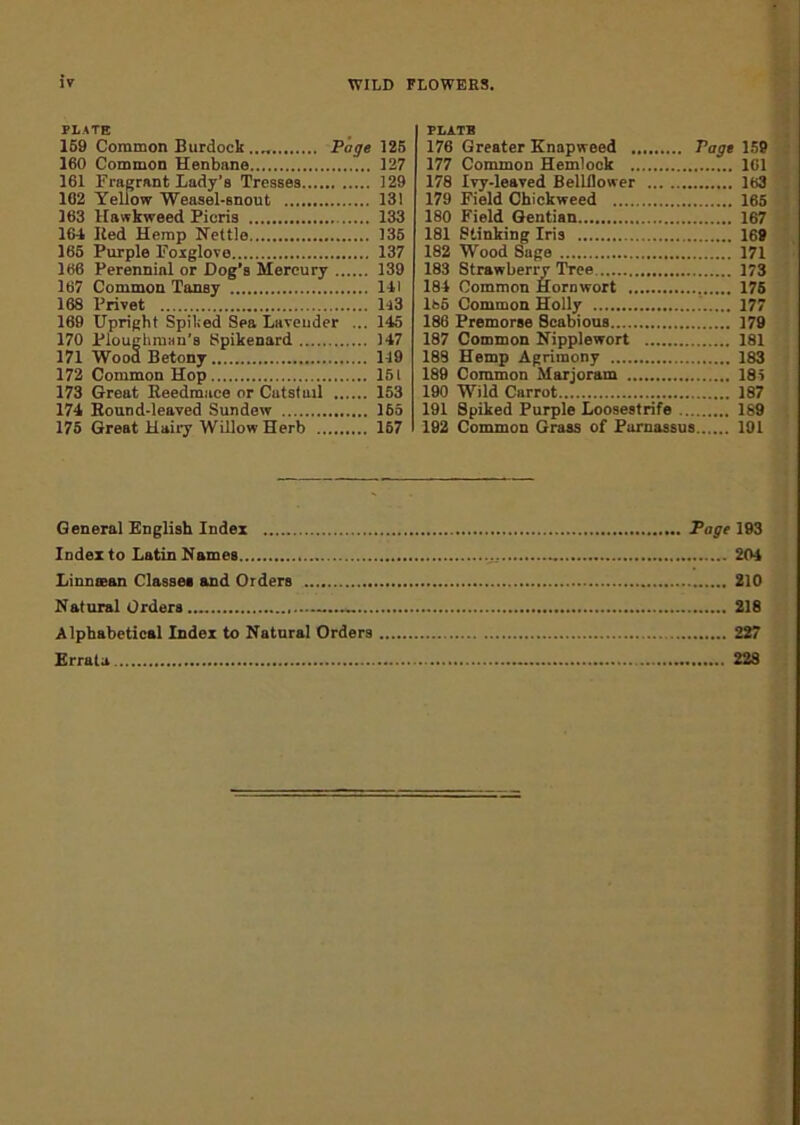 iv WILD FLOWERS.
PLATE
159 Common Burdock ............ Page 125
160 Common Henbane .................. 127
161 Fragrant Lady's Tresses .......... 129
162 Yellow Weasel-snout .............. 131
163 Hawkweed Picris .................. 133
164 Red Hemp Nettle .................. 135
165 Purple Foxglove .................. 137
166 Perennial or Dog's Mercury ...... 139
167 Common Tansy .................. 141
168 Privet .................. 143
169 Upright Spiked Sea Lavender ... 145
170 Ploughman's Spikenard ............ 147
171 Wood Betony .................. 149
172 Common Hop .................. 151
173 Great Reedmace or Catstail ...... 153
174 Round-leaved Sundew ............ 155
175 Great Hairy Willow Herb ......... 157
PLATE
176 Greater Knapweed ......... Page 159
177 Common Hemlock ............ 161
178 Ivy-leaved Bellflower ............ 163
179 Field Chickweed .................. 165
180 Field Gentian .................. 167
181 Stinking Iris .................. 169
182 Wood Sage .................. 171
183 Strawberry Tree .................. 173
184 Common Hornwort .................. 175
185 Common Holly .................. 177
186 Premorse Scabious .................. 179
187 Common Nipplewort .................. 181
188 Hemp Agrimony .................. 183
189 Common Marjoram .................. 185
190 Wild Carrot .................. 187
191 Spiked Purple Loosestrife ......... 189
192 Common Grass of Parnassus ...... 191
General English Index .................. Page 193
Index to Latin Names .................. 204
Linnæan Classes and Orders .................. 210
Natural Orders .................. 218
Alphabetical Index to Natural Orders .................. 227
Errata .................. 228